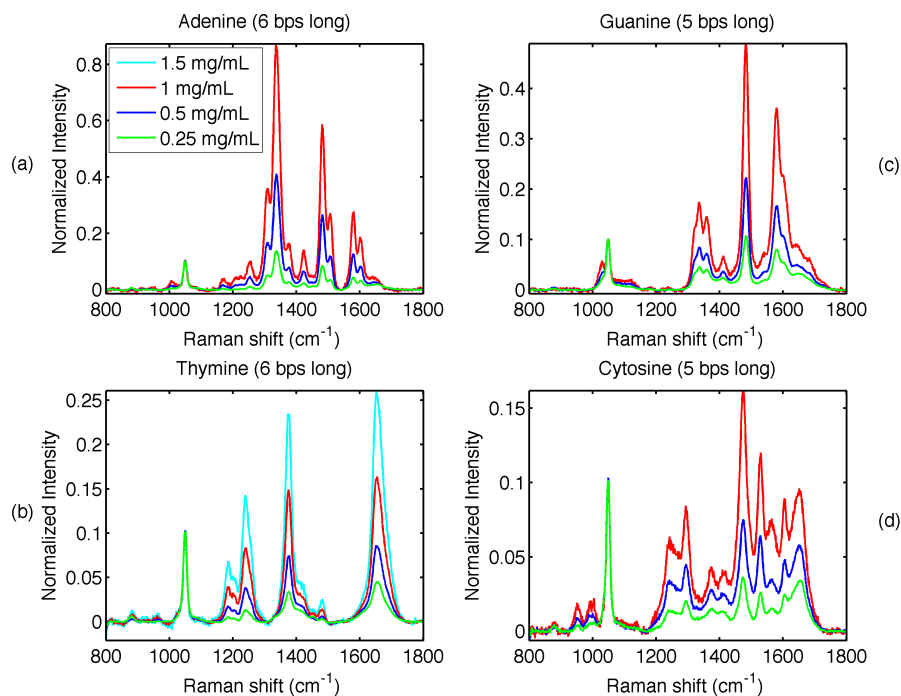 Adenine (6 bps long)
(a)
Normalized Intensity
0.8
0.6
0.4
0.2
0
1.5 mg/mL
1 mg/mL
0.5 mg/mL
0.25 mg/mL
800 1000 1200 1400 1600 1800
Raman shift (cm⁻¹)
Guanine (5 bps long)
(c)
Normalized Intensity
0.4
0.3
0.2
0.1
0
800 1000 1200 1400 1600 1800
Raman shift (cm⁻¹)
Thymine (6 bps long)
(b)
Normalized Intensity
0.25
0.2
0.15
0.1
0.05
0
800 1000 1200 1400 1600 1800
Raman shift (cm⁻¹)
Cytosine (5 bps long)
(d)
Normalized Intensity
0.15
0.1
0.05
0
800 1000 1200 1400 1600 1800
Raman shift (cm⁻¹)